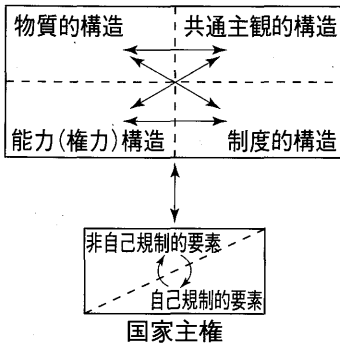 物質的構造 共通主観的構造
能力(権力)構造 制度的構造
非自己規制的要素
自己規制的要素
国家主権